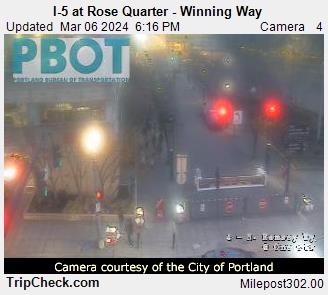 I-5 at Rose Quarter - Winning Way
Updated Mar 06 2024 6:16 PM Camera 4
PBOT
PORTLAND BUREAU OF TRANSPORTATION
Camera courtesy of the City of Portland
TripCheck.com Milepost302.00